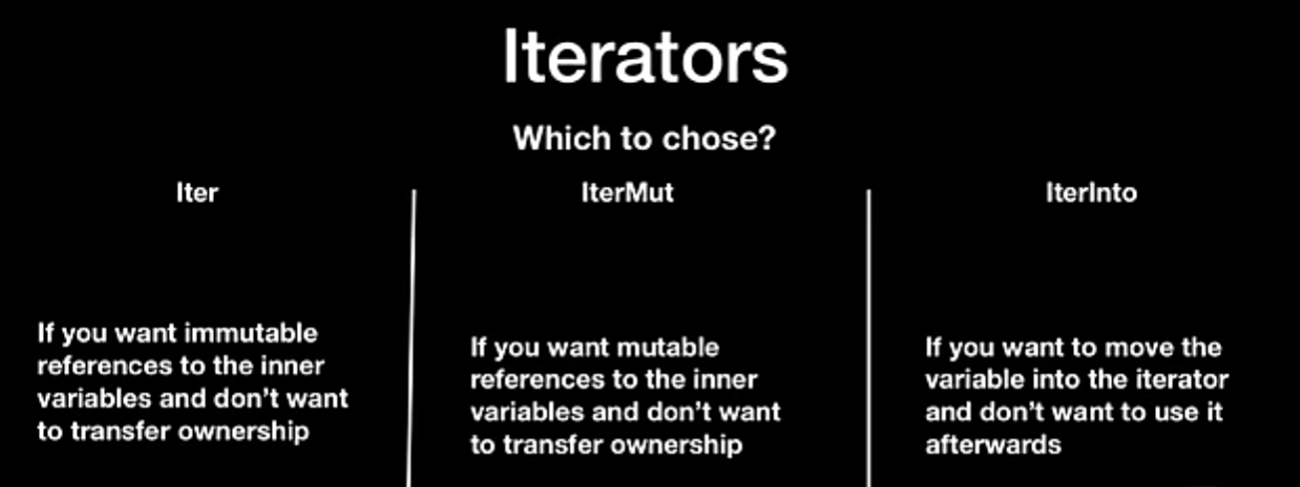 Iterators
Which to chose?
Iter
IterMut
IterInto
If you want immutable
references to the inner
variables and don't want
to transfer ownership
If you want mutable
references to the inner
variables and don't want
to transfer ownership
If you want to move the
variable into the iterator
and don't want to use it
afterwards